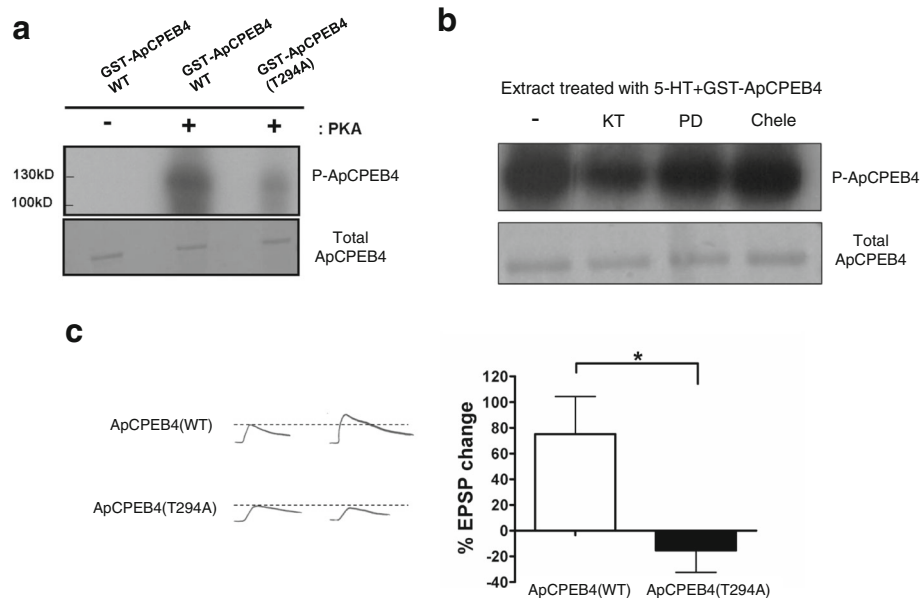 a
GST-ApCPEB4
WT
GST-ApCPEB4
WT
GST-ApCPEB4
(T294A)
- + + : PKA
130kD
100kD
P-ApCPEB4
Total
ApCPEB4
b
Extract treated with 5-HT+GST-ApCPEB4
- KT PD Chele
P-ApCPEB4
Total
ApCPEB4
c
ApCPEB4(WT)
ApCPEB4(T294A)
*
% EPSP change
120
100
80
60
40
20
0
-20
-40
ApCPEB4(WT) ApCPEB4(T294A)